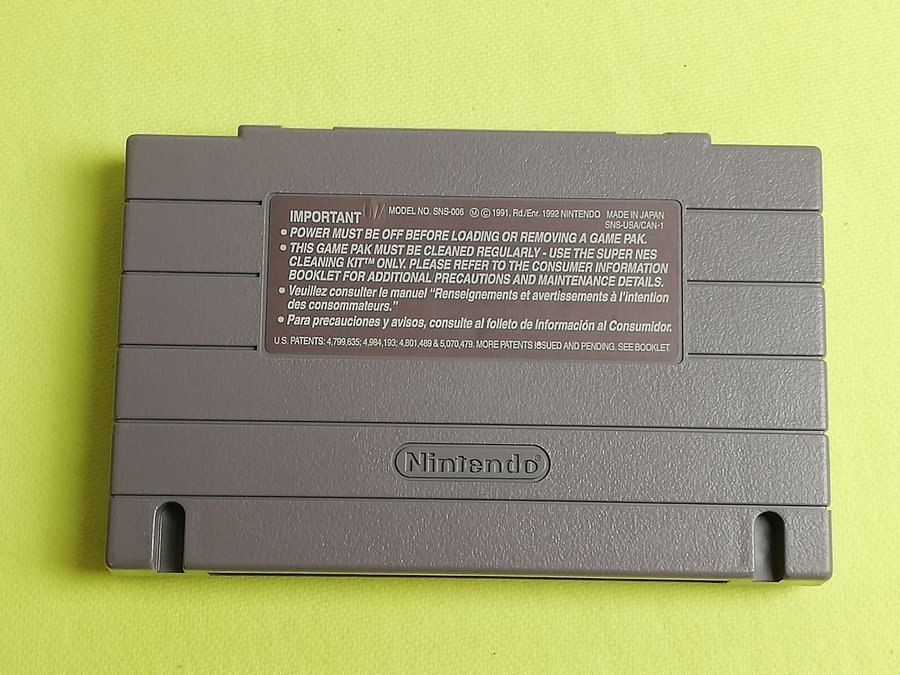 IMPORTANT MODEL NO. SNS-006 Ⓜ © 1991, Rd./Enr. 1992 NINTENDO MADE IN JAPAN
SNS-USA/CAN-1
• POWER MUST BE OFF BEFORE LOADING OR REMOVING A GAME PAK.
• THIS GAME PAK MUST BE CLEANED REGULARLY - USE THE SUPER NES
CLEANING KIT™ ONLY. PLEASE REFER TO THE CONSUMER INFORMATION
BOOKLET FOR ADDITIONAL PRECAUTIONS AND MAINTENANCE DETAILS.
• Veuillez consulter le manuel “Renseignements et avertissements à l'intention
des consommateurs.”
• Para precauciones y avisos, consulte al folleto de Información al Consumidor.
U.S. PATENTS: 4,799,635; 4,984,193; 4,801,489 & 5,070,479. MORE PATENTS ISSUED AND PENDING. SEE BOOKLET.
Nintendo®